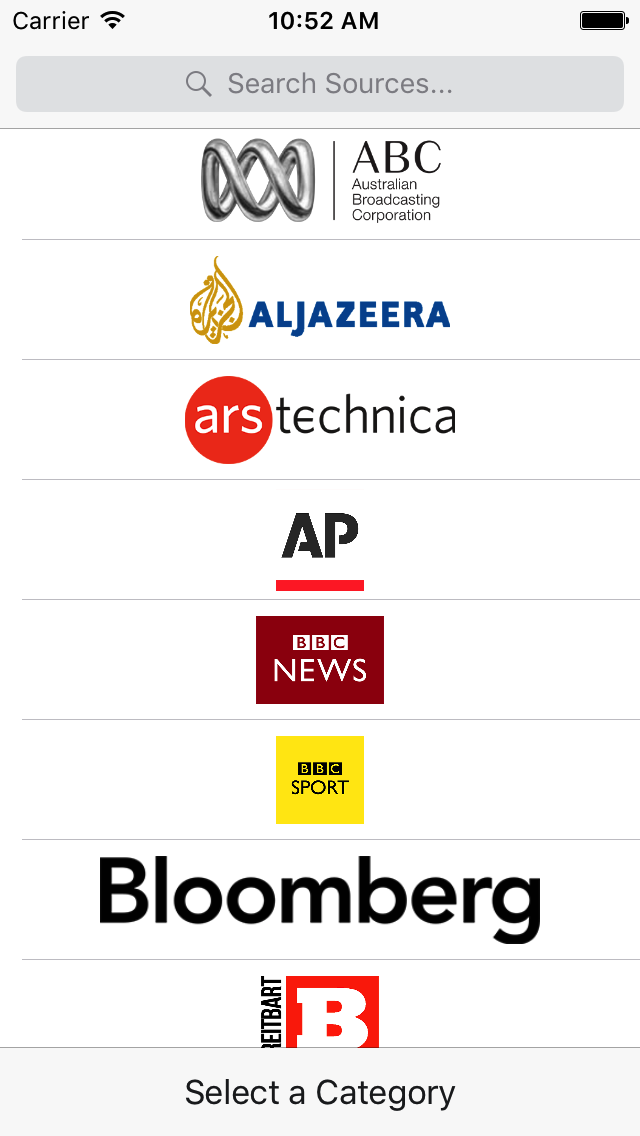 Carrier 10:52 AM
Search Sources...
ABC
Australian
Broadcasting
Corporation
ALJAZEERA
ars technica
AP
BBC
NEWS
BBC
SPORT
Bloomberg
B
Select a Category